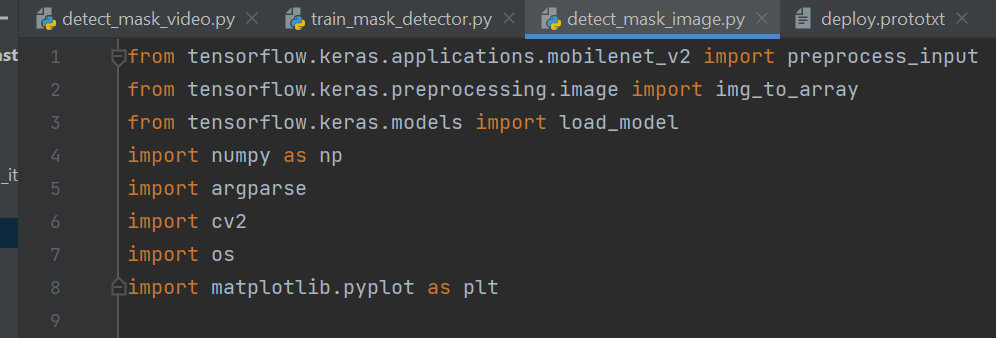 detect_mask_video.py train_mask_detector.py detect_mask_image.py deploy.prototxt
ast
_it
1 from tensorflow.keras.applications.mobilenet_v2 import preprocess_input
2 from tensorflow.keras.preprocessing.image import img_to_array
3 from tensorflow.keras.models import load_model
4 import numpy as np
5 import argparse
6 import cv2
7 import os
8 import matplotlib.pyplot as plt
9